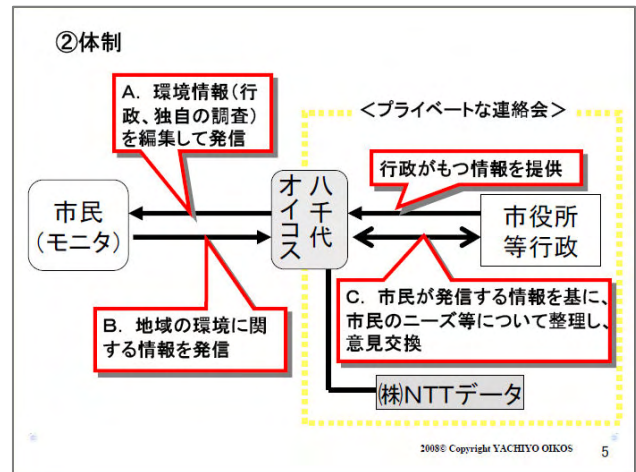 ②体制
A. 環境情報(行
政、独自の調査)
を編集して発信
＜プライベートな連絡会＞
行政がもつ情報を提供
市民
(モニタ)
八千代
オイコス
市役所
等行政
B. 地域の環境に関
する情報を発信
C. 市民が発信する情報を基に、
市民のニーズ等について整理し、
意見交換
㈱NTTデータ
2008© Copyright YACHIYO OIKOS
5